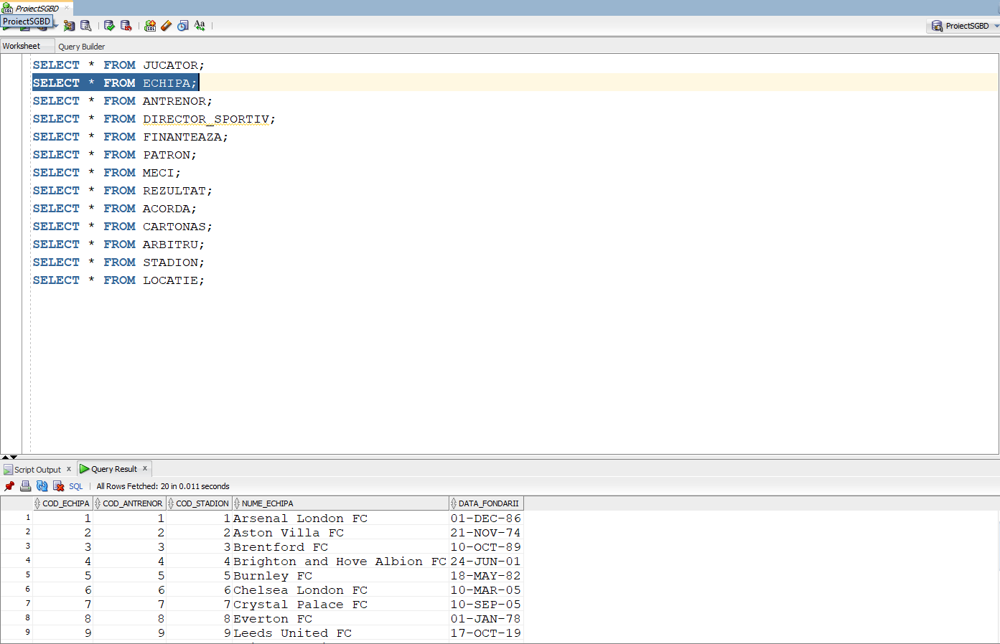 ProiectSGBD
ProiectSGBD
ProiectSGBD
Worksheet Query Builder
SELECT * FROM JUCATOR;
SELECT * FROM ECHIPA;
SELECT * FROM ANTRENOR;
SELECT * FROM DIRECTOR_SPORTIV;
SELECT * FROM FINANTEAZA;
SELECT * FROM PATRON;
SELECT * FROM MECI;
SELECT * FROM REZULTAT;
SELECT * FROM ACORDA;
SELECT * FROM CARTONAS;
SELECT * FROM ARBITRU;
SELECT * FROM STADION;
SELECT * FROM LOCATIE;
Script Output x Query Result x
SQL | All Rows Fetched: 20 in 0.011 seconds
COD_ECHIPA COD_ANTRENOR COD_STADION NUME_ECHIPA DATA_FONDARII
1 1 1 1 Arsenal London FC 01-DEC-86
2 2 2 2 Aston Villa FC 21-NOV-74
3 3 3 3 Brentford FC 10-OCT-89
4 4 4 4 Brighton and Hove Albion FC 24-JUN-01
5 5 5 5 Burnley FC 18-MAY-82
6 6 6 6 Chelsea London FC 10-MAR-05
7 7 7 7 Crystal Palace FC 10-SEP-05
8 8 8 8 Everton FC 01-JAN-78
9 9 9 9 Leeds United FC 17-OCT-19